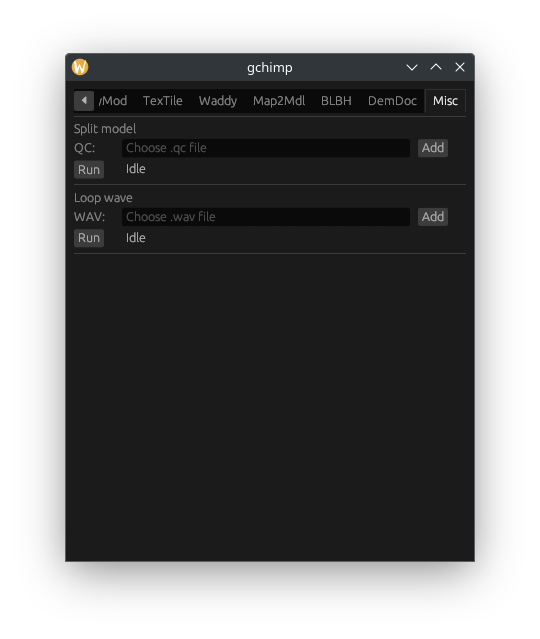 gchimp
yMod TexTile Waddy Map2Mdl BLBH DemDoc Misc
Split model
QC: Choose .qc file Add
Run Idle
Loop wave
WAV: Choose .wav file Add
Run Idle